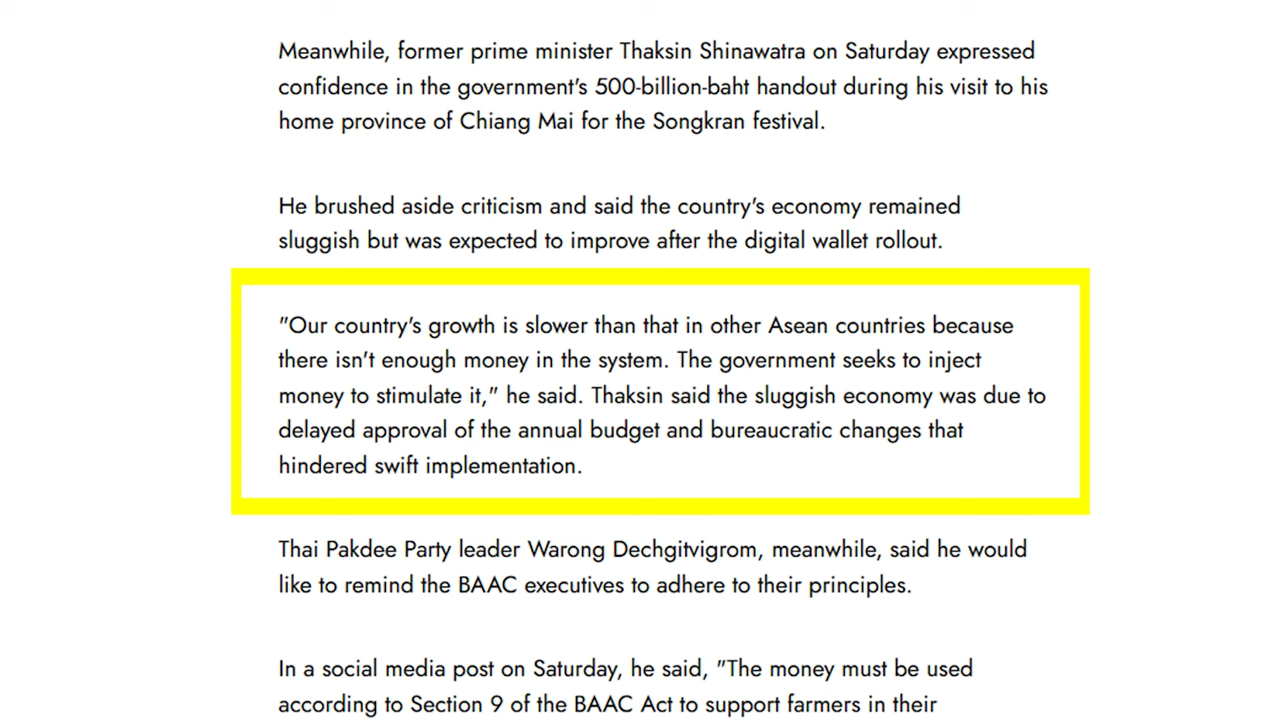 Meanwhile, former prime minister Thaksin Shinawatra on Saturday expressed
confidence in the government's 500-billion-baht handout during his visit to his
home province of Chiang Mai for the Songkran festival.
He brushed aside criticism and said the country's economy remained
sluggish but was expected to improve after the digital wallet rollout.
"Our country's growth is slower than that in other Asean countries because
there isn't enough money in the system. The government seeks to inject
money to stimulate it," he said. Thaksin said the sluggish economy was due to
delayed approval of the annual budget and bureaucratic changes that
hindered swift implementation.
Thai Pakdee Party leader Warong Dechgitvigrom, meanwhile, said he would
like to remind the BAAC executives to adhere to their principles.
In a social media post on Saturday, he said, "The money must be used
according to Section 9 of the BAAC Act to support farmers in their